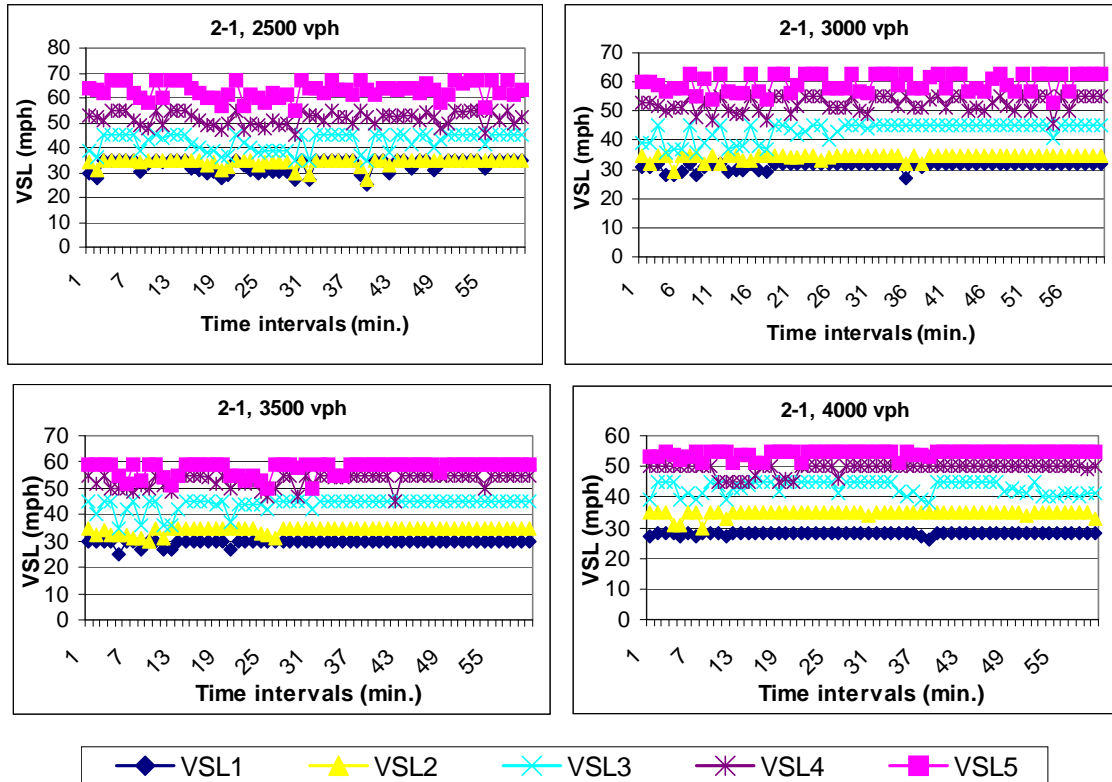 2-1, 2500 vph
VSL (mph)
80
70
60
50
40
30
20
10
0
1 7 13 19 25 31 37 43 49 55
Time intervals (min.)
2-1, 3000 vph
VSL (mph)
70
60
50
40
30
20
10
0
1 6 11 16 21 26 31 36 41 46 51 56
Time intervals (min.)
2-1, 3500 vph
VSL (mph)
70
60
50
40
30
20
10
0
1 7 13 19 25 31 37 43 49 55
Time intervals (min.)
2-1, 4000 vph
VSL (mph)
60
50
40
30
20
10
0
1 7 13 19 25 31 37 43 49 55
Time intervals (min.)
VSL1 VSL2 VSL3 VSL4 VSL5